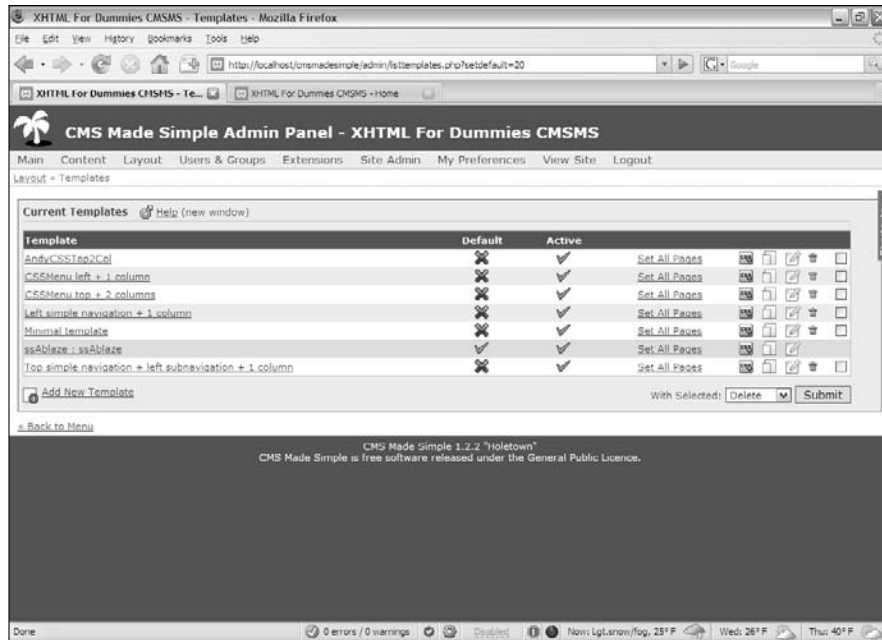 XHTML For Dummies CMSMS - Templates - Mozilla Firefox
File Edit View History Bookmarks Tools Help
http://localhost/cmsmadesimple/admin/listtemplates.php?setdefault=20 Google
XHTML For Dummies CMSMS - Te... XHTML For Dummies CMSMS - Home
CMS Made Simple Admin Panel - XHTML For Dummies CMSMS
Main Content Layout Users & Groups Extensions Site Admin My Preferences View Site Logout
Layout » Templates
Current Templates Help (new window)
Template Default Active
AndyCSSTop2Col Set All Pages
CSSMenu left + 1 column Set All Pages
CSSMenu top + 2 columns Set All Pages
Left simple navigation + 1 column Set All Pages
Minimal template Set All Pages
ssAblaze : ssAblaze Set All Pages
Top simple navigation + left subnavigation + 1 column Set All Pages
Add New Template With Selected: Delete Submit
« Back to Menu
CMS Made Simple 1.2.2 "Holetown"
CMS Made Simple is free software released under the General Public Licence.
Done 0 errors / 0 warnings Disabled Now: Lgt.snow/fog, 25° F Wed: 26° F Thu: 40° F